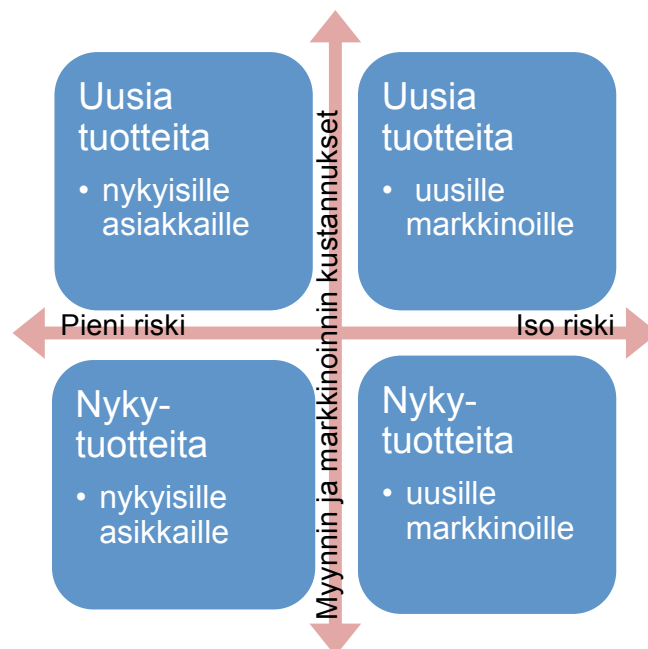 Uusia
tuotteita
• nykyisille
asiakkaille
Uusia
tuotteita
• uusille
markkinoille
Myynnin ja markkinoinnin kustannukset
Pieni riski
Iso riski
Nyky-
tuotteita
• nykyisille
asikkaille
Nyky-
tuotteita
• uusille
markkinoille